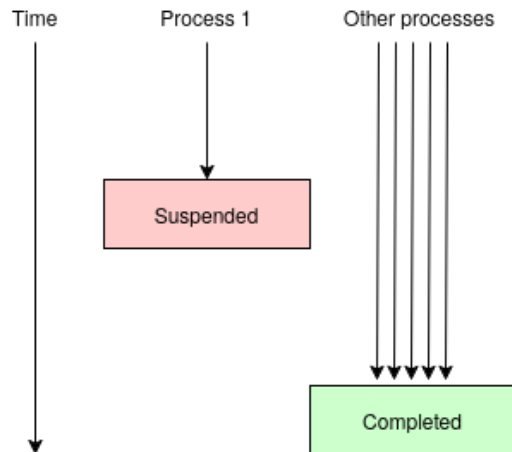 Time
Process 1
Other processes
Suspended
Completed